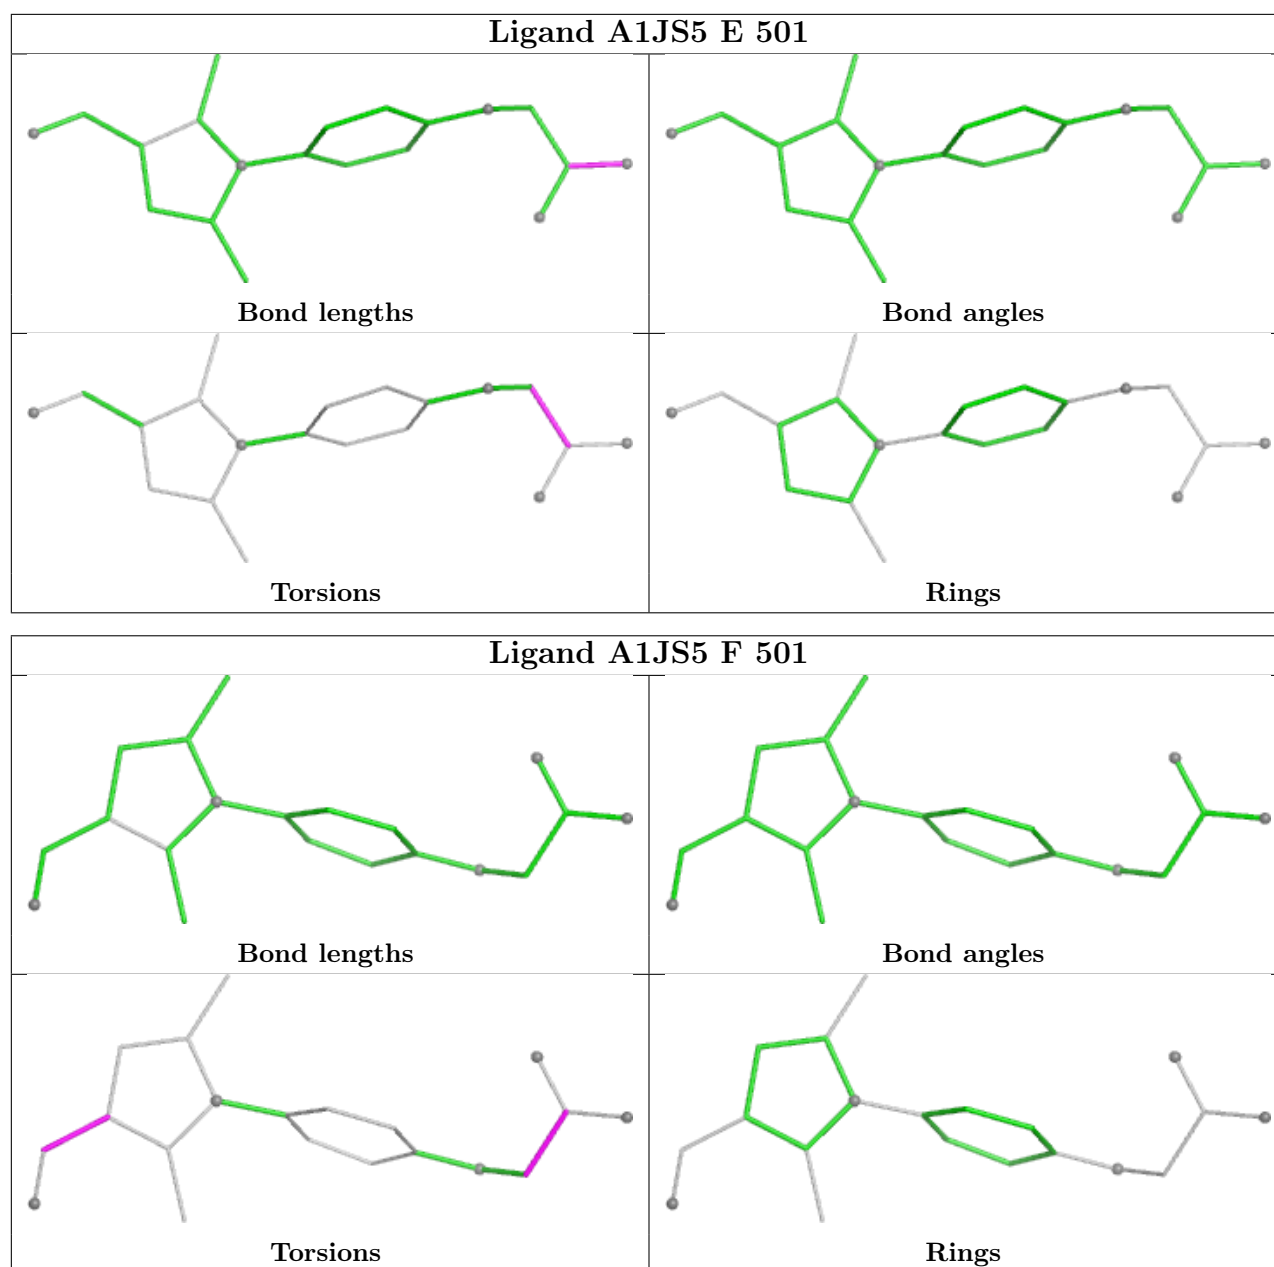 Ligand A1JS5 E 501
Bond lengths
Bond angles
Torsions
Rings
Ligand A1JS5 F 501
Bond lengths
Bond angles
Torsions
Rings